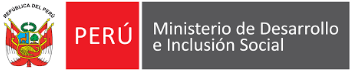 REPÚBLICA DEL PERÚ
PERÚ
Ministerio de Desarrollo
e Inclusión Social